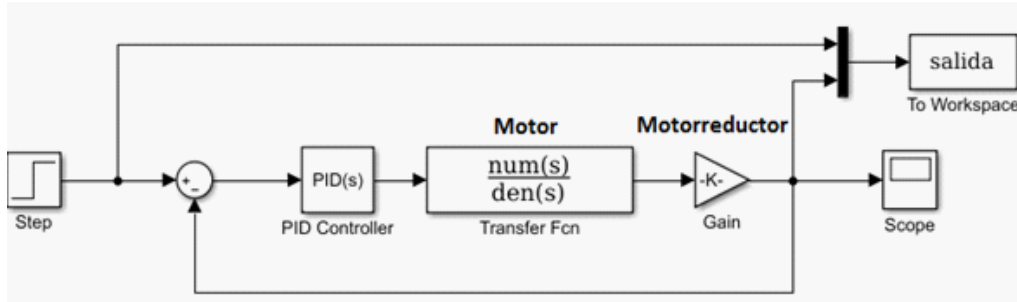 salida
To Workspace
Motor
Motorreductor
Step
+
-
PID(s)
PID Controller
num(s)
den(s)
Transfer Fcn
-K-
Gain
Scope